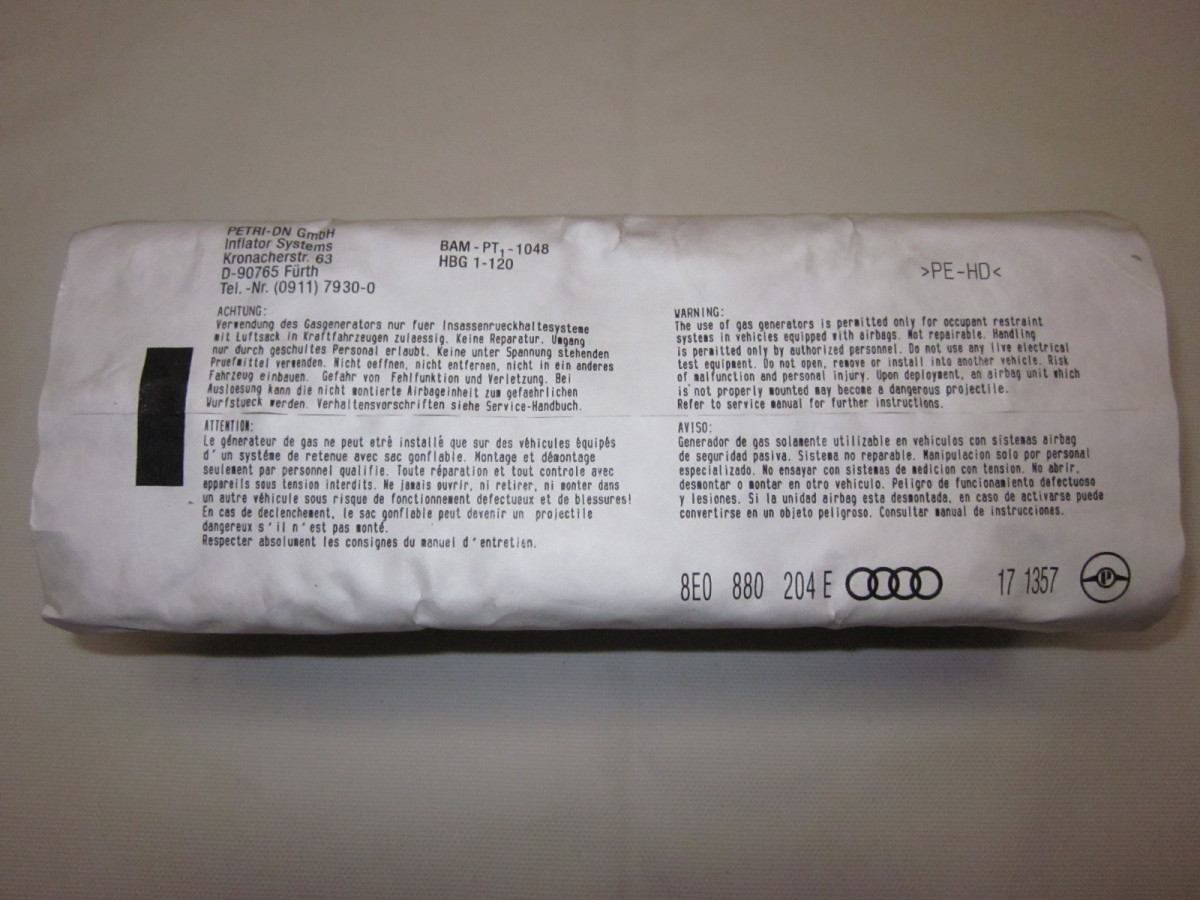 PETRI-DN GmbH
Inflator Systems
Kronacherstr. 63
D-90765 Fürth
Tel. -Nr. (0911) 7930-0
BAM - PT₁ - 1048
HBG 1-120
>PE-HD<
ACHTUNG:
Verwendung des Gasgenerators nur fuer Insassenrueckhaltesysteme
mit Luftsack in Kraftfahrzeugen zulaessig. Keine Reparatur. Umgang
nur durch geschultes Personal erlaubt. Keine unter Spannung stehenden
Pruefmittel verwenden. Nicht oeffnen, nicht entfernen, nicht in ein anderes
Fahrzeug einbauen. Gefahr von Fehlfunktion und Verletzung. Bei
Ausloesung kann die nicht montierte Airbageinheit zum gefaehrlichen
Wurfstueck werden. Verhaltensvorschriften siehe Service-Handbuch.
WARNING:
The use of gas generators is permitted only for occupant restraint
systems in vehicles equipped with airbags. Not repairable. Handling
is permitted only by authorized personnel. Do not use any live electrical
test equipment. Do not open, remove or install into another vehicle. Risk
of malfunction and personal injury. Upon deployment, an airbag unit which
is not properly mounted may become a dangerous projectile.
Refer to service manual for further instructions.
ATTENTION:
Le générateur de gas ne peut etré installé que sur des véhicules équipés
d'un systéme de retenue avec sac gonflable. Montage et démontage
seulement par personnel qualifie. Toute réparation et tout controle avec
appareils sous tension interdits. Ne jamais ouvrir, ni retirer, ni monter dans
un autre véhicule sous risque de fonctionnement defectueux et de blessures!
En cas de declenchement, le sac gonflable peut devenir un projectile
dangereux s'il n'est pas monté.
Respecter absolument les consignes du manuel d'entretien.
AVISO:
Generador de gas solamente utilizable en vehiculos con sistemas airbag
de seguridad pasiva. Sistema no reparable. Manipulacion solo por personal
especializado. No ensayar con sistemas de medicion con tension. No abrir,
desmontar o montar en otro vehiculo. Peligro de funcionamiento defectuoso
y lesiones. Si la unidad airbag esta desmontada, en caso de activarse puede
convertirse en un objeto peligroso. Consultar manual de instrucciones.
8E0 880 204 E
17 1357
P